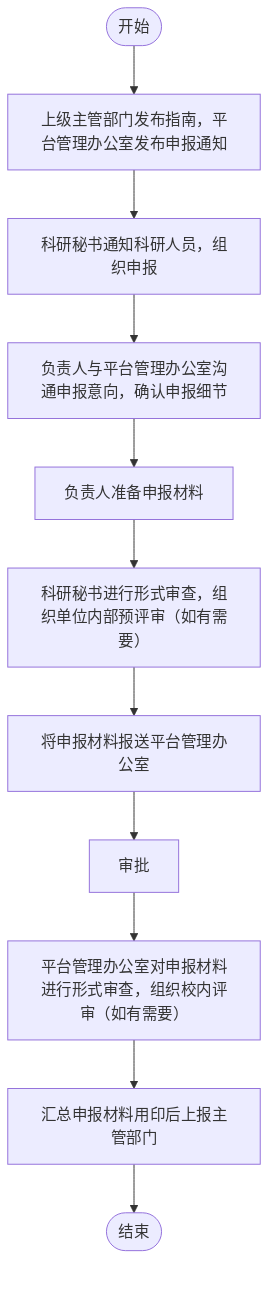 开始
上级主管部门发布指南，平
台管理办公室发布申报通知
科研秘书通知科研人员，组
织申报
负责人与平台管理办公室沟
通申报意向，确认申报细节
负责人准备申报材料
科研秘书进行形式审查，组
织单位内部预评审（如有需
要）
将申报材料报送平台管理办
公室
审批
平台管理办公室对申报材料
进行形式审查，组织校内评
审（如有需要）
汇总申报材料用印后上报主
管部门
结束